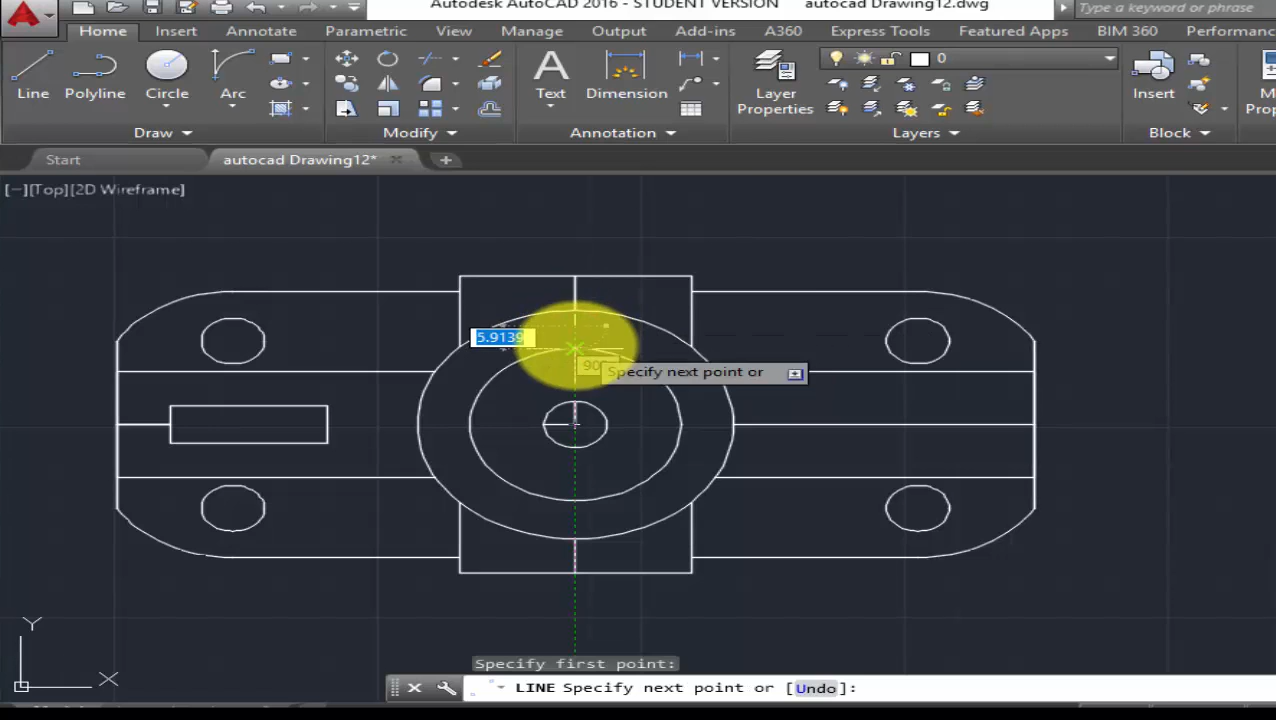 Autodesk AutoCAD 2016 - STUDENT VERSION autocad Drawing12.dwg
Type a keyword or phrase
Home Insert Annotate Parametric View Manage Output Add-ins A360 Express Tools Featured Apps BIM 360 Performance
Line Polyline Circle Arc Text Dimension Layer Properties Insert
Draw Modify Annotation Layers Block
0
Start autocad Drawing12* +
[−][Top][2D Wireframe]
5.9139
Specify next point or
Y
X
Specify first point:
LINE Specify next point or [Undo]: